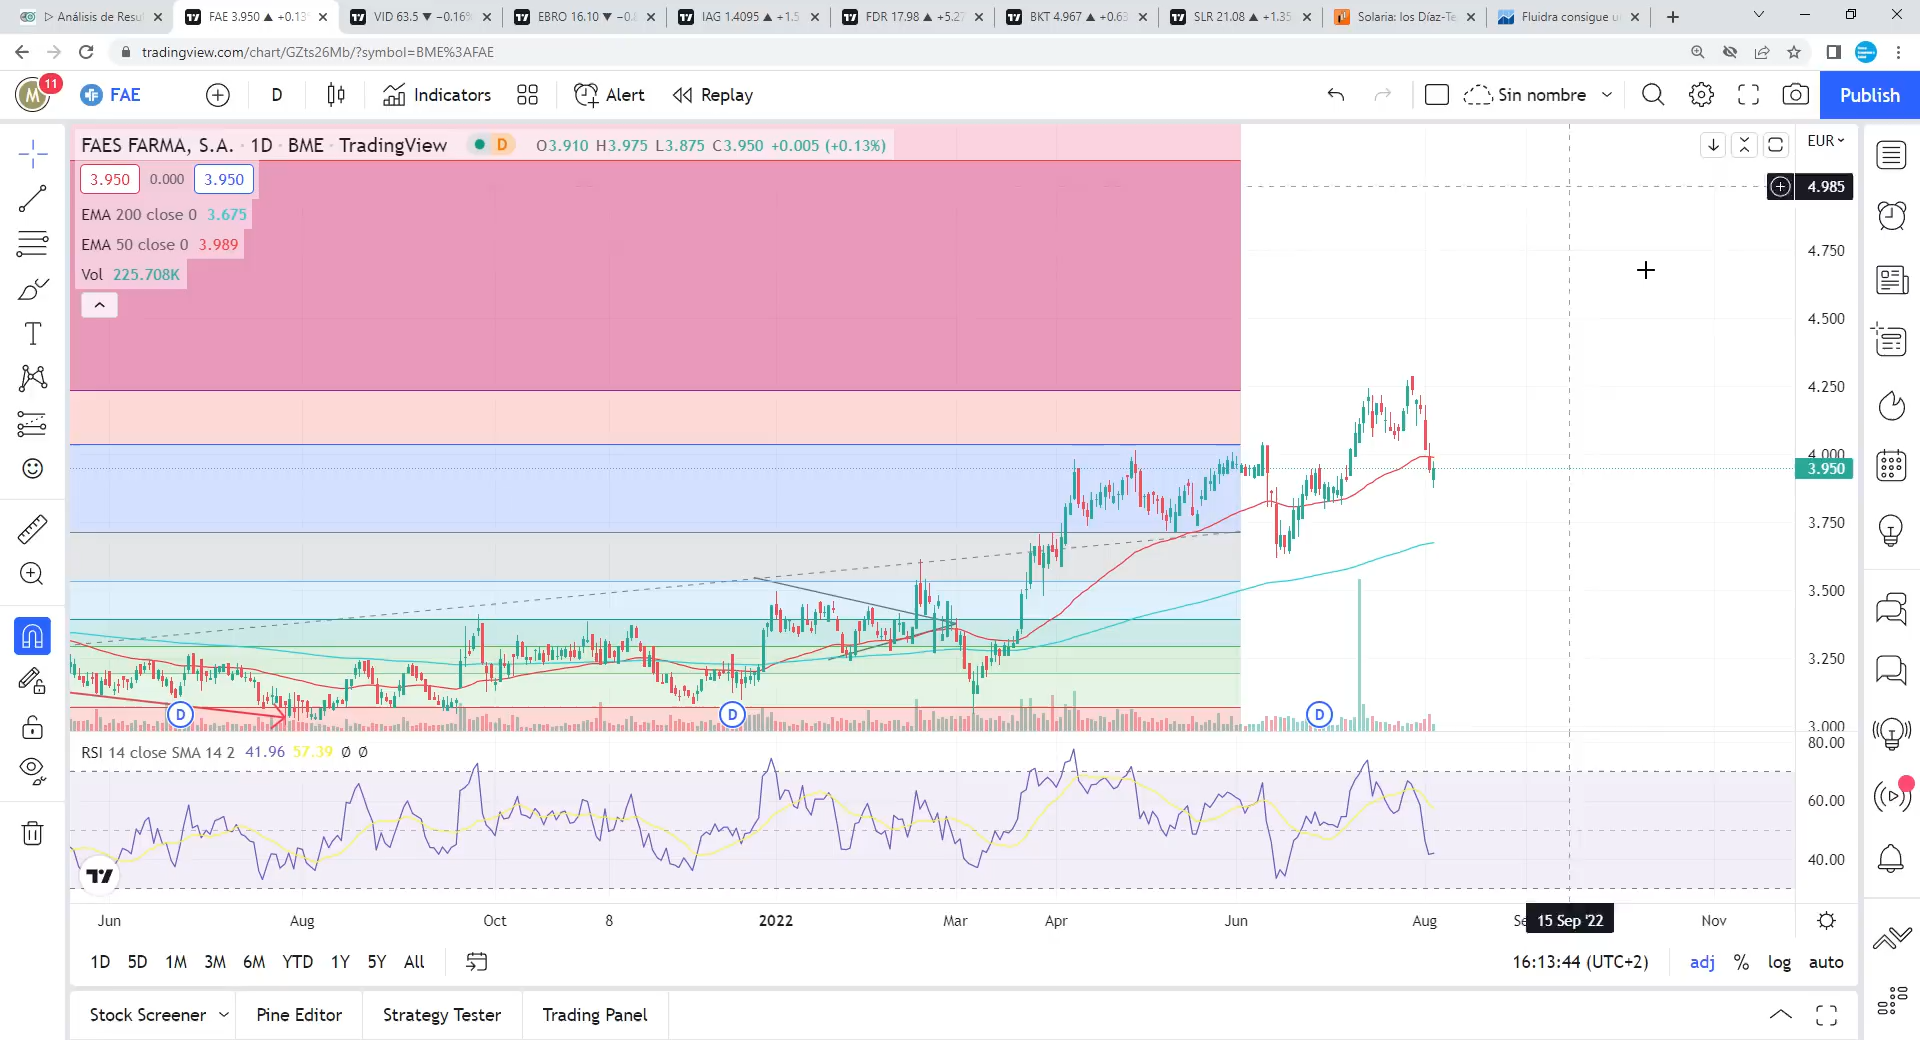 ▷ Análisis de Resul
FAE 3.950 ▲ +0.13
VID 63.5 ▼ −0.16%
EBRO 16.10 ▼ −0.
IAG 1.4095 ▲ +1.5
FDR 17.98 ▲ +5.27
BKT 4.967 ▲ +0.63
SLR 21.08 ▲ +1.35
Solaria: los Díaz-Te
Fluidra consigue u
tradingview.com/chart/GZts26Mb/?symbol=BME%3AFAE
M
11
FAE
D
Indicators
Alert
Replay
Sin nombre
Publish
FAES FARMA, S.A. · 1D · BME · TradingView
D
O3.910 H3.975 L3.875 C3.950 +0.005 (+0.13%)
EUR
3.950 0.000 3.950
4.985
EMA 200 close 0 3.675
EMA 50 close 0 3.989
Vol 225.708K
4.750
4.500
4.250
4.000
3.950
3.750
3.500
3.250
3.000
D
D
D
RSI 14 close SMA 14 2 41.96 57.39 Ø Ø
80.00
60.00
40.00
Jun Aug Oct 8 2022 Mar Apr Jun Aug Se 15 Sep '22 Nov
1D 5D 1M 3M 6M YTD 1Y 5Y All
16:13:44 (UTC+2) adj % log auto
Stock Screener Pine Editor Strategy Tester Trading Panel